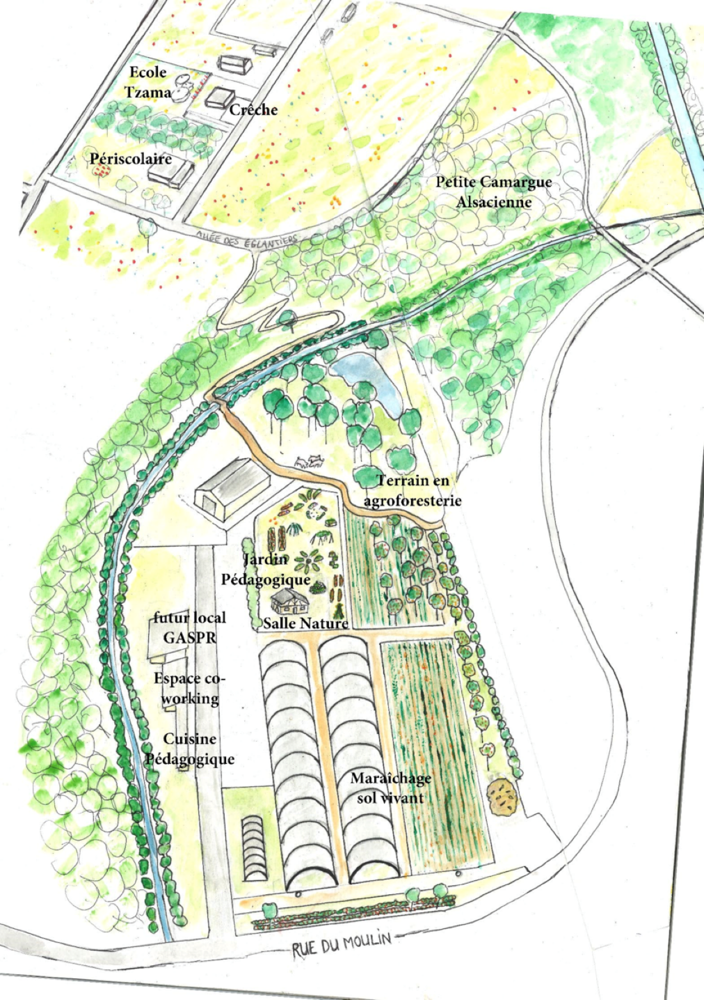 Ecole
Tzama
Crêche
Périscolaire
Petite Camargue
Alsacienne
ALLÉE DES ÉGLANTIERS
Terrain en
agroforesterie
Jardin
Pédagogique
Salle Nature
futur local
GASPR
Espace co-
working
Cuisine
Pédagogique
Maraîchage
sol vivant
RUE DU MOULIN